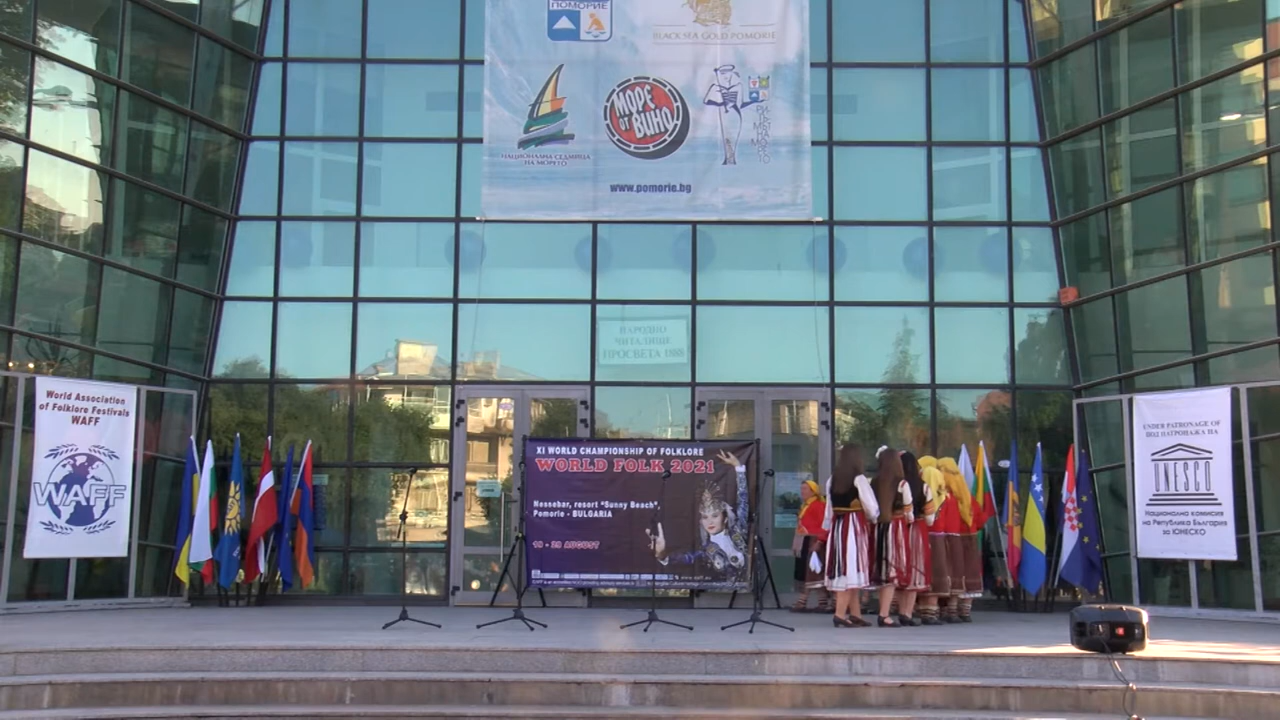 ПОМОРИЕ
BLACK SEA GOLD POMORIE
НАЦИОНАЛНА СЕДМИЦА
НА МОРЕТО
МОРЕ
ОТ
ВИНО
www.pomorie.bg
НАРОДНО
ЧИТАЛИЩЕ
ПРОСВЕТА 1888
World Association
of Folklore Festivals
WAFF
WAFF
XI WORLD CHAMPIONSHIP OF FOLKLORE
WORLD FOLK 2021
Nessebar, resort "Sunny Beach",
Pomorie - BULGARIA
AUGUST
UNDER PATRONAGE OF
ПОД ПАТРОНАЖА НА
UNESCO
Национална комисия
на Република България
за ЮНЕСКО